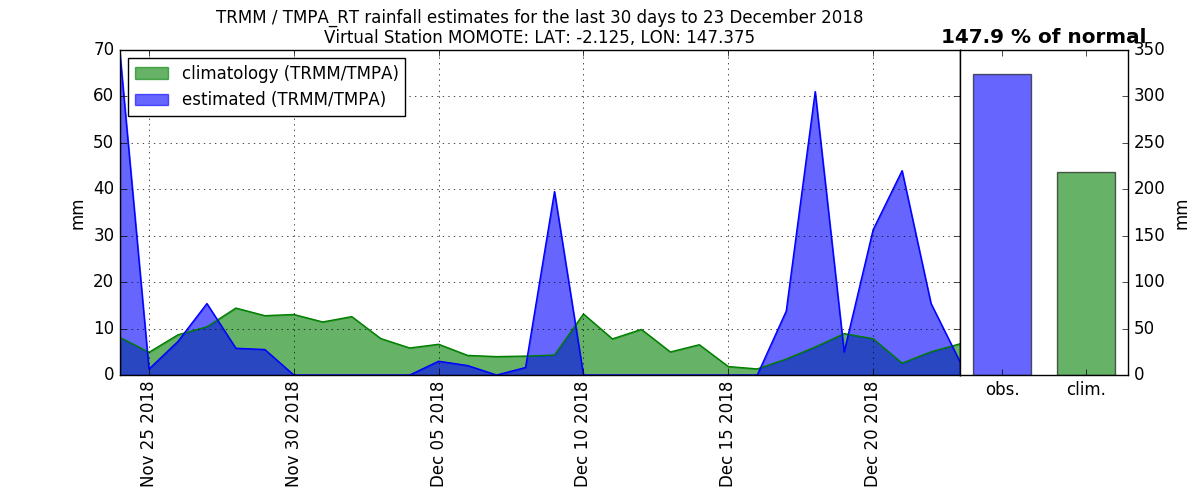 TRMM / TMPA_RT rainfall estimates for the last 30 days to 23 December 2018
Virtual Station MOMOTE: LAT: -2.125, LON: 147.375
147.9 % of normal
climatology (TRMM/TMPA)
estimated (TRMM/TMPA)
70
60
50
40
30
20
10
0
mm
Nov 25 2018
Nov 30 2018
Dec 05 2018
Dec 10 2018
Dec 15 2018
Dec 20 2018
350
300
250
200
150
100
50
0
mm
obs.
clim.